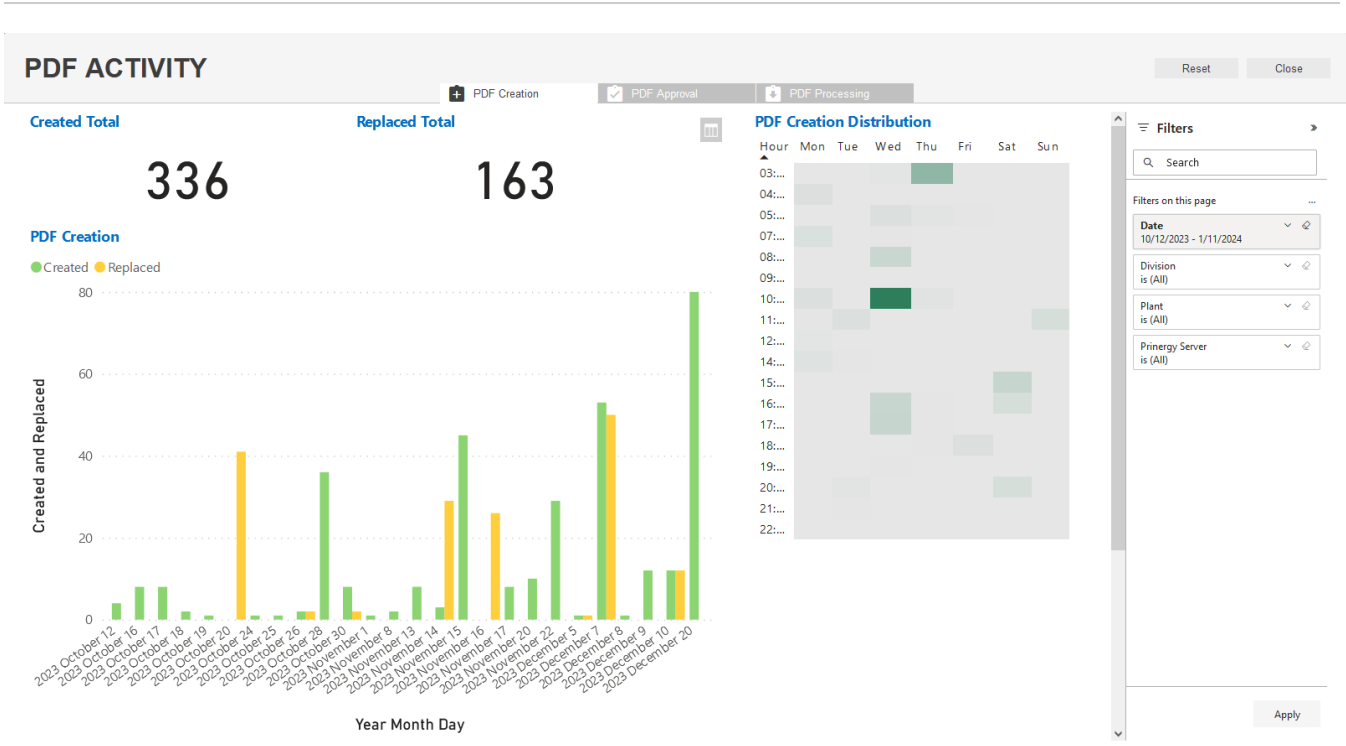 PDF ACTIVITY
Reset
Close
PDF Creation
PDF Approval
PDF Processing
Created Total
Replaced Total
336
163
PDF Creation
Created
Replaced
Created and Replaced
80
60
40
20
0
2023 October 12
2023 October 16
2023 October 17
2023 October 18
2023 October 19
2023 October 20
2023 October 24
2023 October 25
2023 October 26
2023 October 28
2023 October 30
2023 November 1
2023 November 8
2023 November 13
2023 November 14
2023 November 15
2023 November 16
2023 November 17
2023 November 20
2023 November 22
2023 December 5
2023 December 7
2023 December 8
2023 December 9
2023 December 10
2023 December 20
Year Month Day
PDF Creation Distribution
Hour Mon Tue Wed Thu Fri Sat Sun
03:...
04:...
05:...
07:...
08:...
09:...
10:...
11:...
12:...
14:...
15:...
16:...
17:...
18:...
19:...
20:...
21:...
22:...
Filters
Search
Filters on this page
...
Date
10/12/2023 - 1/11/2024
Division
is (All)
Plant
is (All)
Prinergy Server
is (All)
Apply